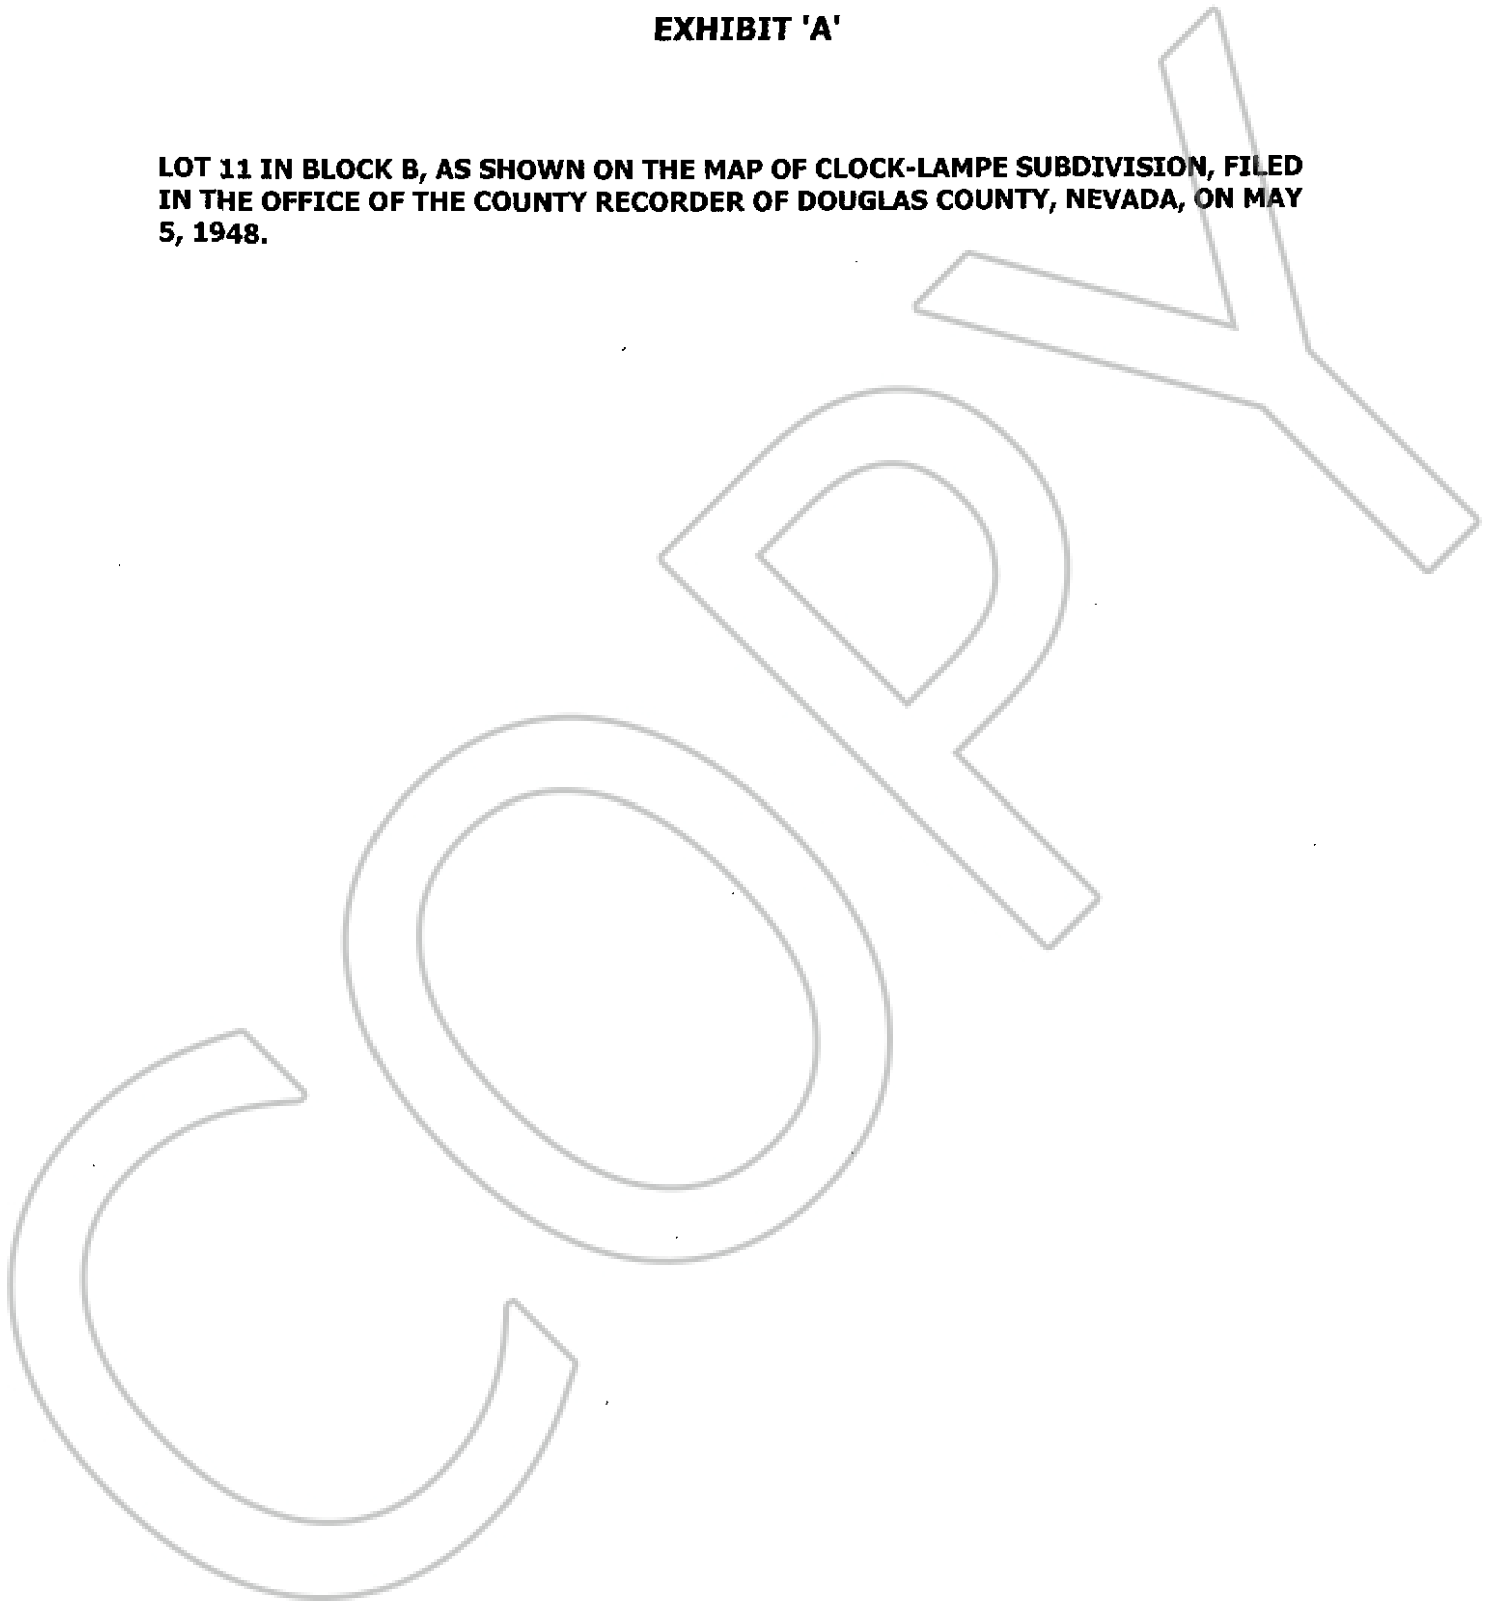 EXHIBIT 'A'
LOT 11 IN BLOCK B, AS SHOWN ON THE MAP OF CLOCK-LAMPE SUBDIVISION, FILED
IN THE OFFICE OF THE COUNTY RECORDER OF DOUGLAS COUNTY, NEVADA, ON MAY
5, 1948.
COPY